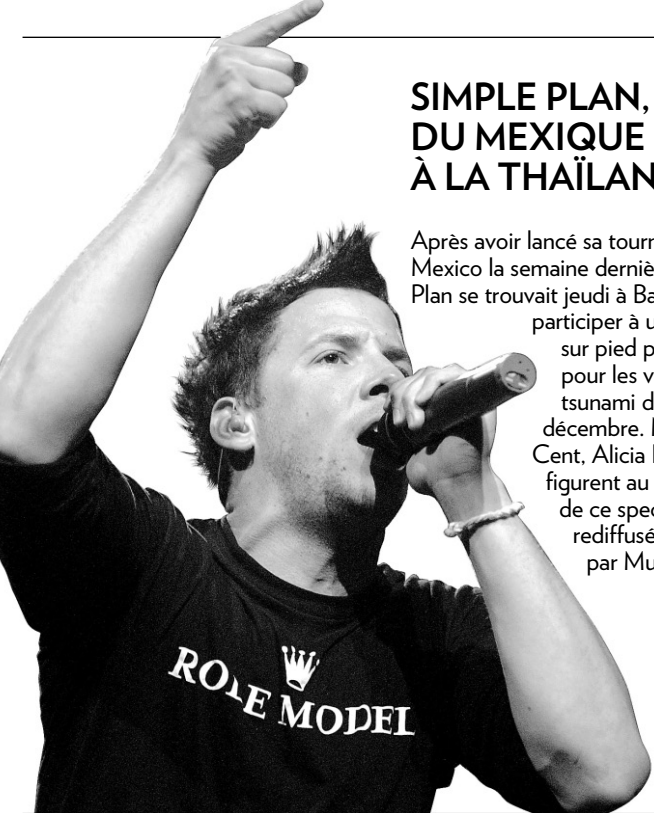 SIMPLE PLAN,
DU MEXIQUE
À LA THAÏLAN
Après avoir lancé sa tourn
Mexico la semaine derniè
Plan se trouvait jeudi à Ba
participer à u
sur pied p
pour les v
tsunami d
décembre.
Cent, Alicia
figurent au
de ce spec
rediffusé
par Mu
ROLE MODEL